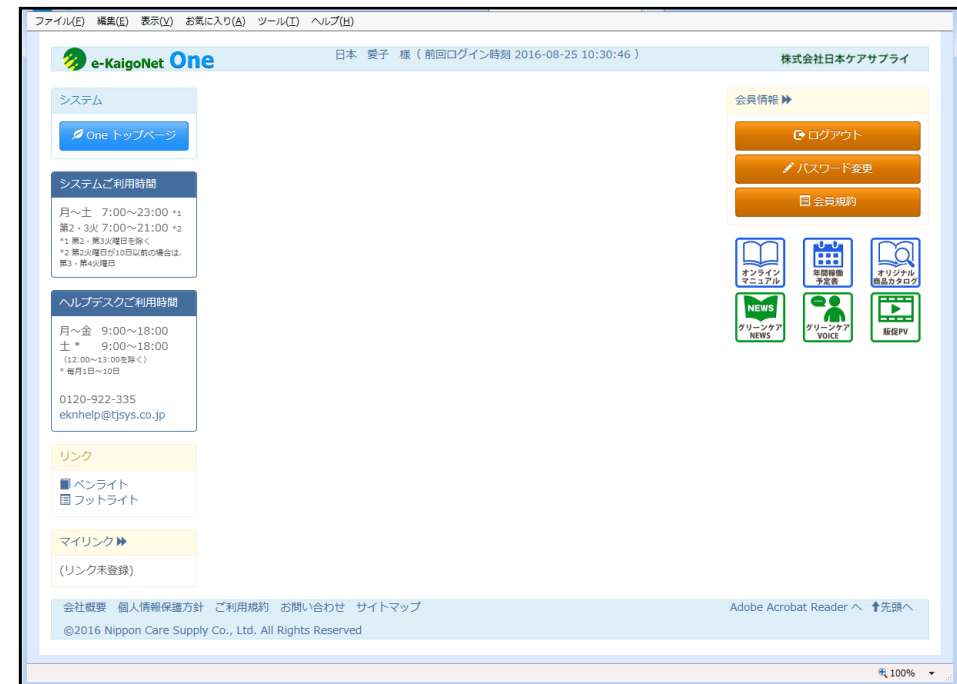 ファイル(F) 編集(E) 表示(V) お気に入り(A) ツール(T) ヘルプ(H)
e-KaigoNet One
日本 愛子 様（ 前回ログイン時刻 2016-08-25 10:30:46 ）
株式会社日本ケアサプライ
システム
One トップページ
システムご利用時間
月～土 7:00～23:00 *1
第2・3火 7:00～21:00 *2
*1 第2・第3火曜日を除く
*2 第2火曜日が10日以前の場合は、
第3・第4火曜日
ヘルプデスクご利用時間
月～金 9:00～18:00
土 * 9:00～18:00
（12:00～13:00を除く）
* 毎月1日～10日
0120-922-335
eknhelp@tjsys.co.jp
リンク
ペンライト
フットライト
マイリンク
(リンク未登録)
会員情報
ログアウト
パスワード変更
会員規約
オンライン
マニュアル
年間稼働
予定表
オリジナル
商品カタログ
NEWS
グリーンケア
NEWS
グリーンケア
VOICE
販促PV
会社概要 個人情報保護方針 ご利用規約 お問い合わせ サイトマップ
Adobe Acrobat Reader へ 先頭へ
©2016 Nippon Care Supply Co., Ltd. All Rights Reserved
100%